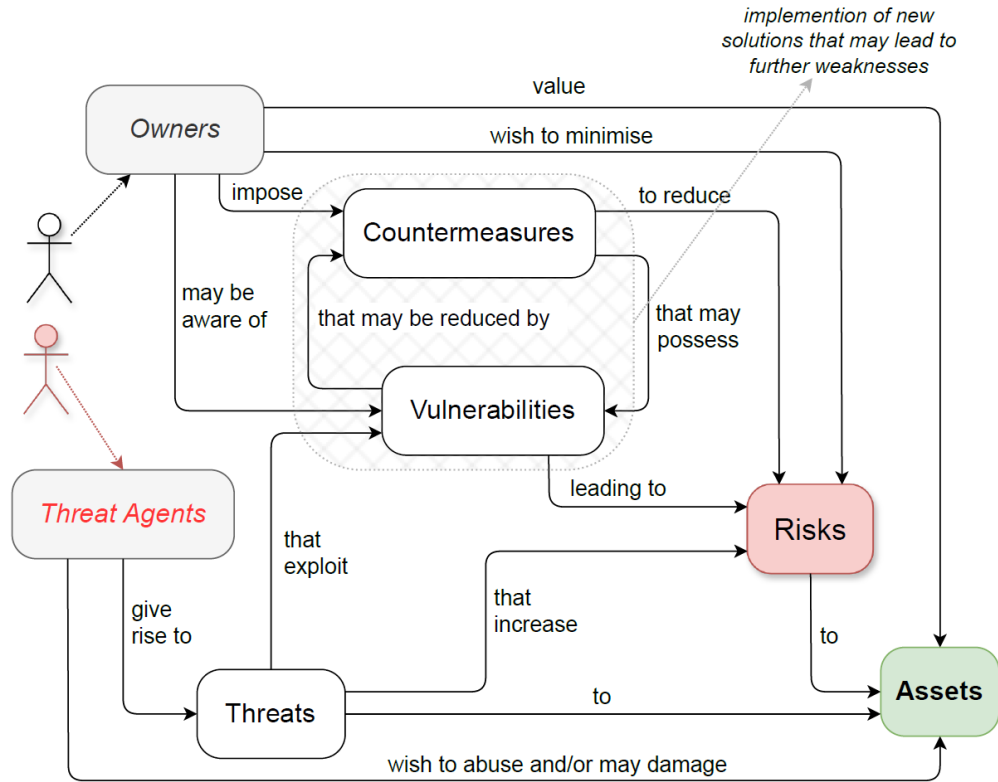 implemention of new
solutions that may lead to
further weaknesses
value
Owners
wish to minimise
impose
to reduce
Countermeasures
may be
aware of
that may be reduced by
that may
possess
Vulnerabilities
leading to
Threat Agents
Risks
that
exploit
that
increase
give
rise to
to
Assets
Threats
to
wish to abuse and/or may damage